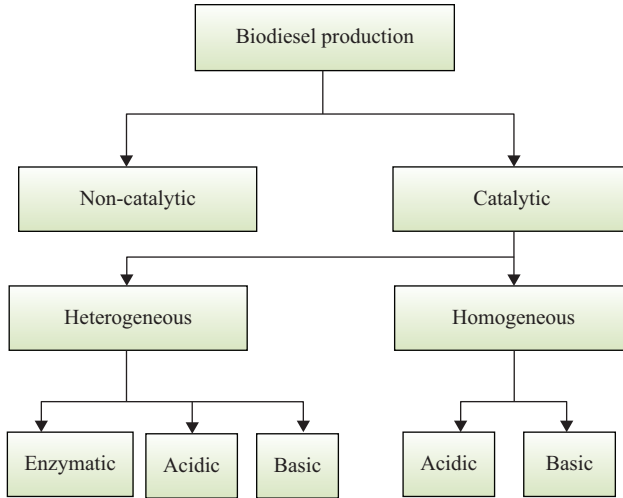 Biodiesel production
Non-catalytic
Catalytic
Heterogeneous
Homogeneous
Enzymatic
Acidic
Basic
Acidic
Basic